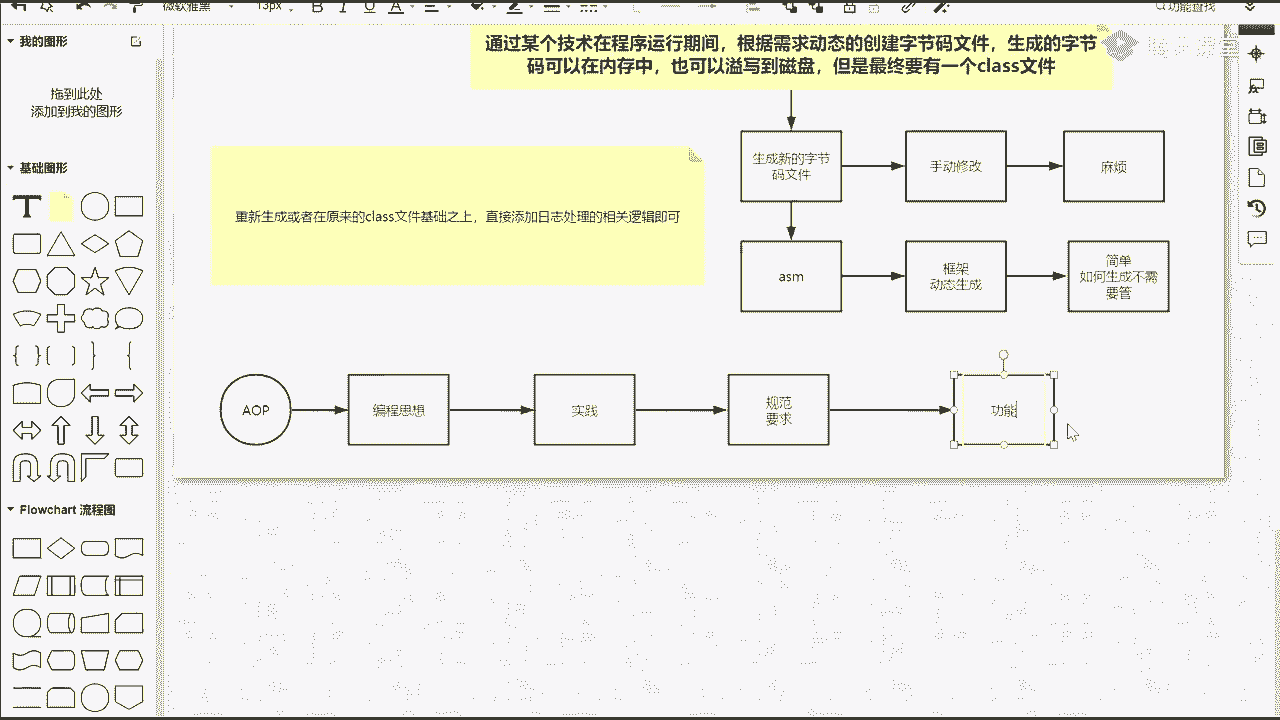 微软雅黑
13px
B I U A
功能查找
我的图形
拖到此处
添加到我的图形
基础图形
T
Flowchart 流程图
通过某个技术在程序运行期间，根据需求动态的创建字节码文件，生成的字节
码可以在内存中，也可以溢写到磁盘，但是最终要有一个class文件
重新生成或者在原来的class文件基础之上，直接添加日志处理的相关逻辑即可
生成新的字节
码文件
手动修改
麻烦
asm
框架
动态生成
简单
如何生成不需
要管
AOP
编程思想
实践
规范
要求
功能